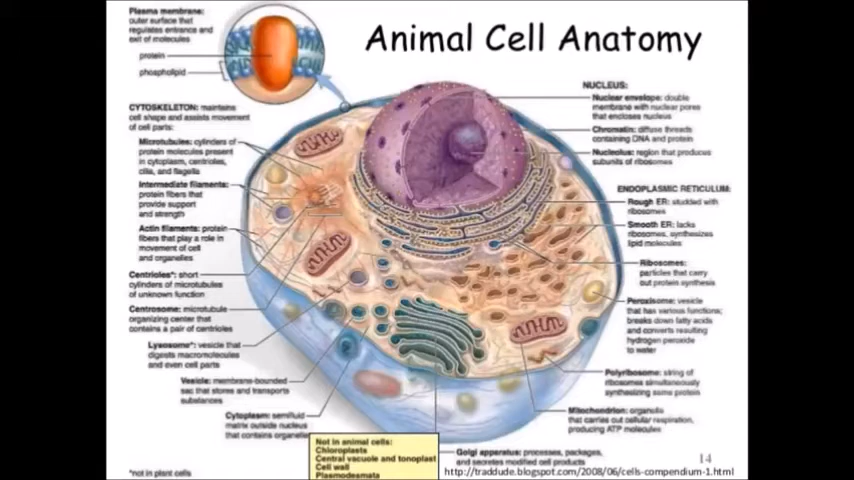 Animal Cell Anatomy
Plasma membrane:
outer surface that
regulates entrance and
exit of molecules
protein
phospholipid
CYTOSKELETON: maintains
cell shape and assists movement
of cell parts:
Microtubules: cylinders of
protein molecules present
in cytoplasm, centrioles,
cilia, and flagella
Intermediate filaments:
protein fibers that
provide support
and strength
Actin filaments: protein
fibers that play a role in
movement of cell
and organelles
Centrioles*: short
cylinders of microtubules
of unknown function
Centrosome: microtubule
organizing center that
contains a pair of centrioles
Lysosome*: vesicle that
digests macromolecules
and even cell parts
Vesicle: membrane-bounded
sac that stores and transports
substances
Cytoplasm: semifluid
matrix outside nucleus
that contains organelles
*not in plant cells
Not in animal cells:
Chloroplasts
Central vacuole and tonoplast
Cell wall
Plasmodesmata
NUCLEUS:
Nuclear envelope: double
membrane with nuclear pores
that encloses nucleus
Chromatin: diffuse threads
containing DNA and protein
Nucleolus: region that produces
subunits of ribosomes
ENDOPLASMIC RETICULUM:
Rough ER: studded with
ribosomes
Smooth ER: lacks
ribosomes, synthesizes
lipid molecules
Ribosomes:
particles that carry
out protein synthesis
Peroxisome: vesicle
that has various functions;
breaks down fatty acids
and converts resulting
hydrogen peroxide
to water
Polyribosome: string of
ribosomes simultaneously
synthesizing same protein
Mitochondrion: organelle
that carries out cellular respiration,
producing ATP molecules
Golgi apparatus: processes, packages,
and secretes modified cell products
14
http://traddude.blogspot.com/2008/06/cells-compendium-1.html